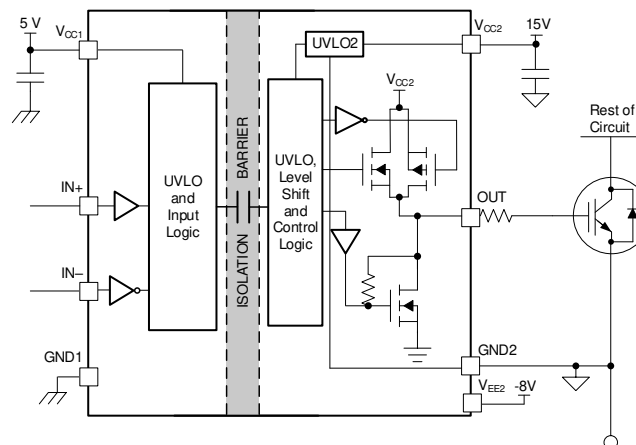 5 V
VCC1
UVLO2
VCC2
15V
VCC2
ISOLATION BARRIER
UVLO
and
Input
Logic
UVLO,
Level
Shift
and
Control
Logic
IN+
IN–
GND1
OUT
Rest of
Circuit
GND2
VEE2
-8V